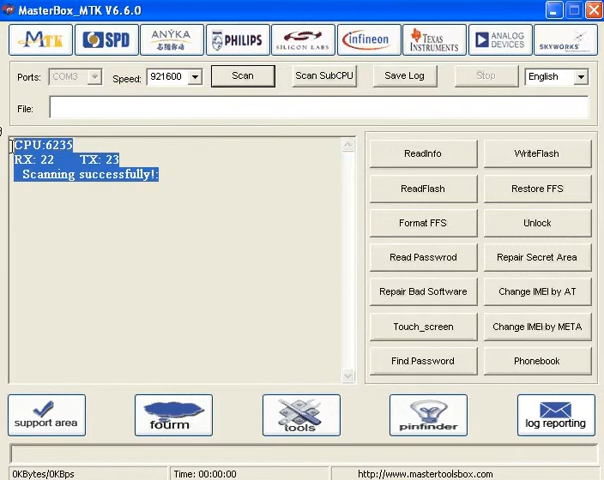 MasterBox_MTK V6.6.0
MTK
SPD
ANYKA
芯随你动
PHILIPS
SILICON LABS
infineon
TEXAS INSTRUMENTS
ANALOG DEVICES
SKYWORKS
Ports: COM3 Speed: 921600 Scan Scan SubCPU Save Log Stop English
File:
CPU:6235
RX: 22 TX: 23
Scanning successfully!:
ReadInfo WriteFlash
ReadFlash Restore FFS
Format FFS Unlock
Read Passwrod Repair Secret Area
Repair Bad Software Change IMEI by AT
Touch_screen Change IMEI by META
Find Password Phonebook
support area fourm tools pinfinder log reporting
0KBytes/0KBps Time: 00:00:00 http://www.mastertoolsbox.com